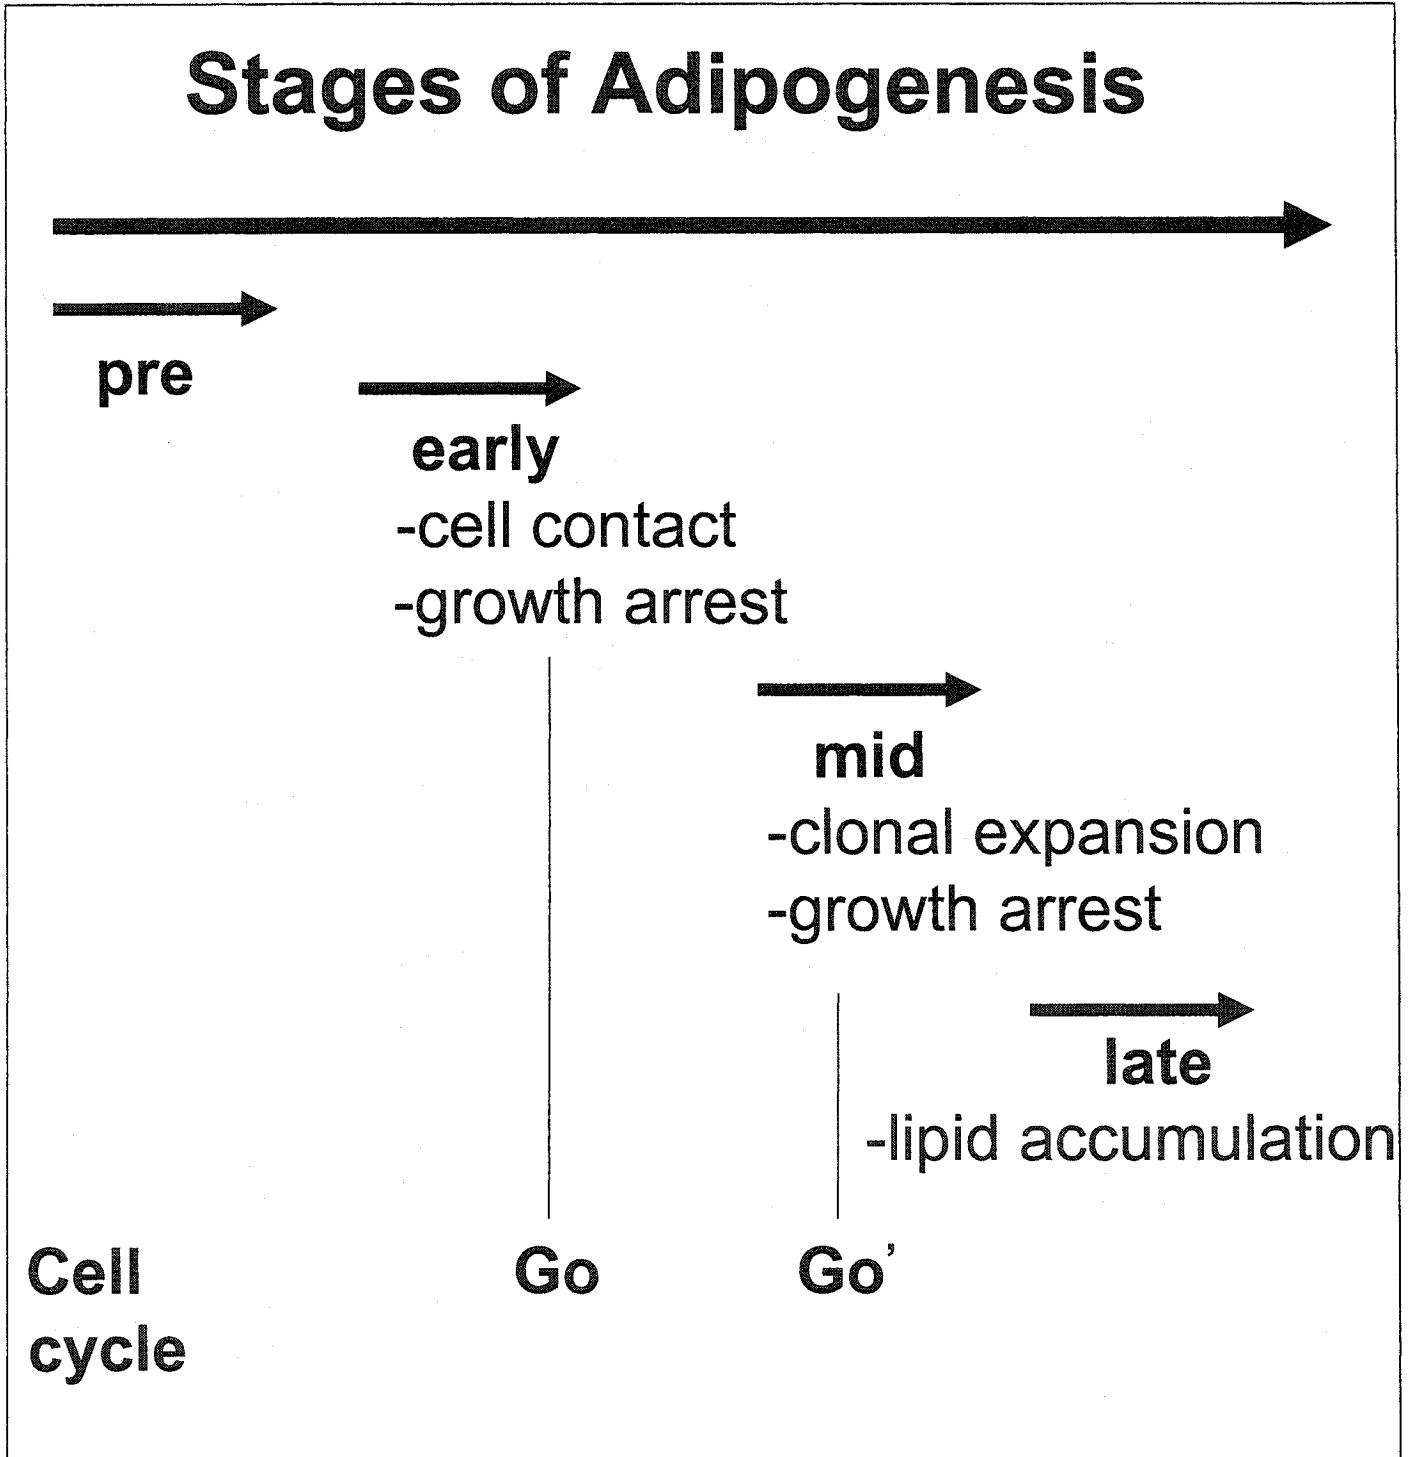 Stages of Adipogenesis
pre
early
-cell contact
-growth arrest
mid
-clonal expansion
-growth arrest
late
-lipid accumulation
Cell
cycle
Go
Go’